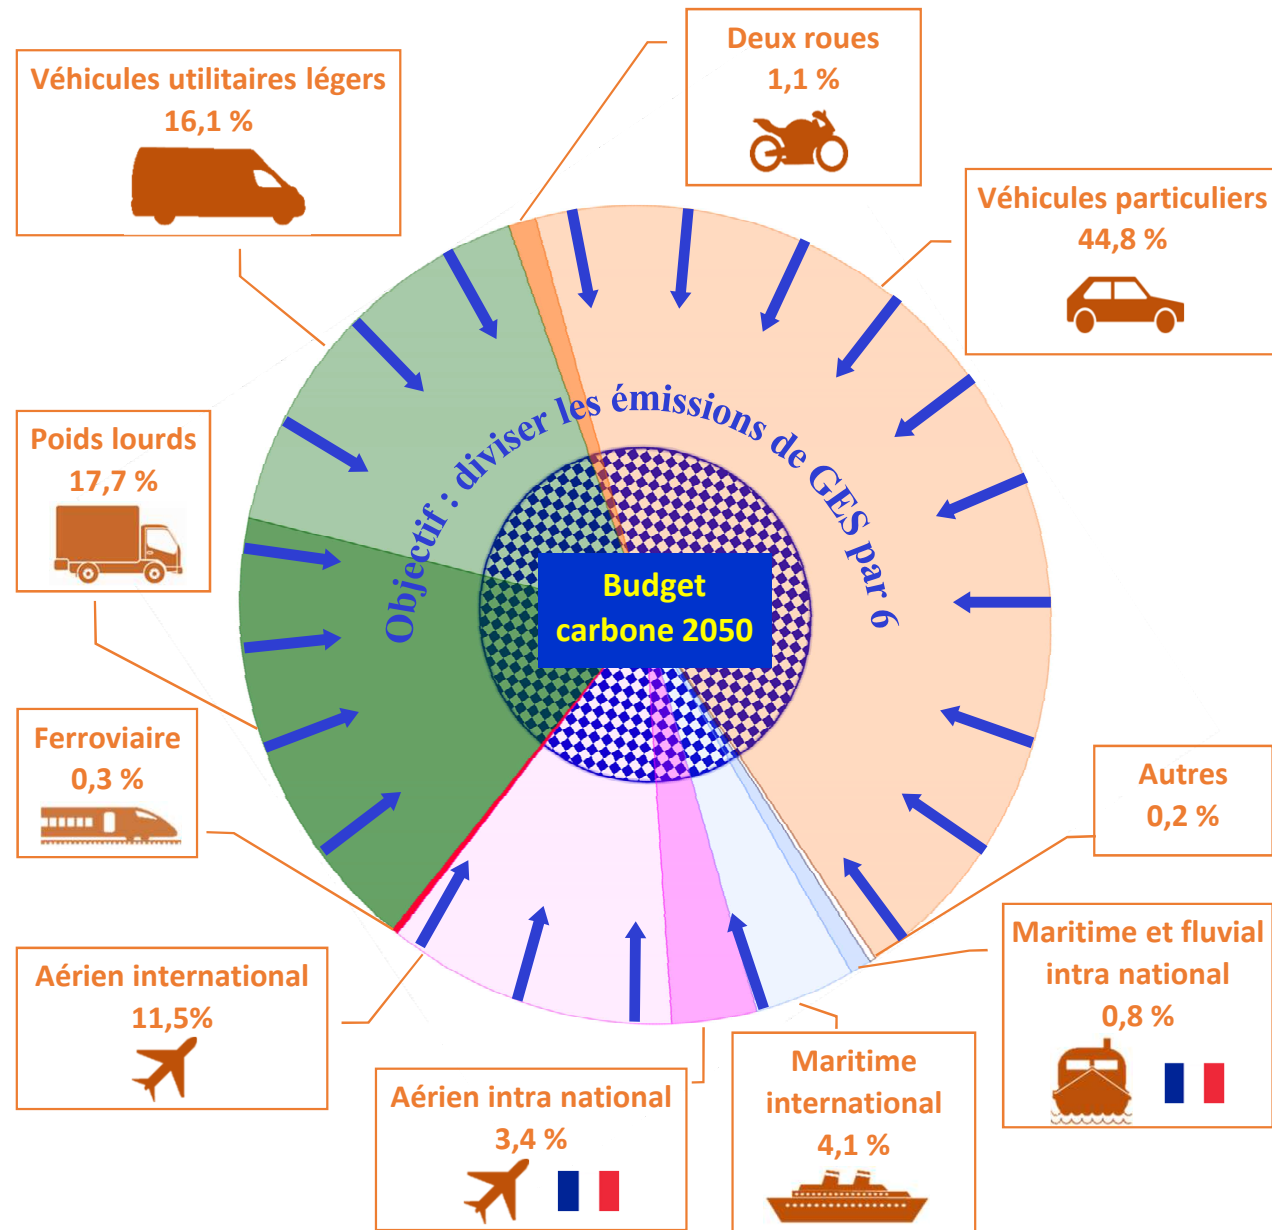 Deux roues
1,1 %
Véhicules utilitaires légers
16,1 %
Véhicules particuliers
44,8 %
Poids lourds
17,7 %
Objectif : diviser les émissions de GES par 6
Budget
carbone 2050
Ferroviaire
0,3 %
Autres
0,2 %
Aérien international
11,5%
Maritime et fluvial
intra national
0,8 %
Aérien intra national
3,4 %
Maritime
international
4,1 %